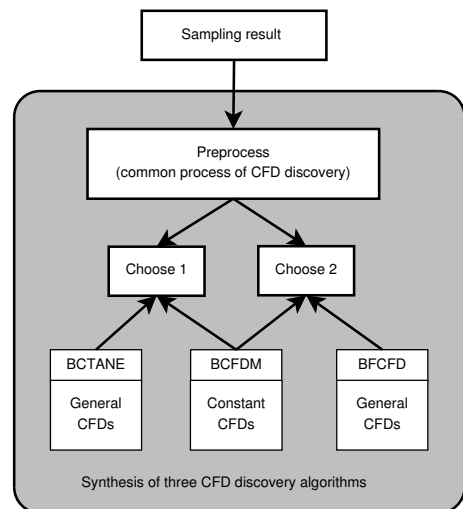 Sampling result
Preprocess
(common process of CFD discovery)
Choose 1
Choose 2
BCTANE
BCFDM
BFCFD
General
CFDs
Constant
CFDs
General
CFDs
Synthesis of three CFD discovery algorithms